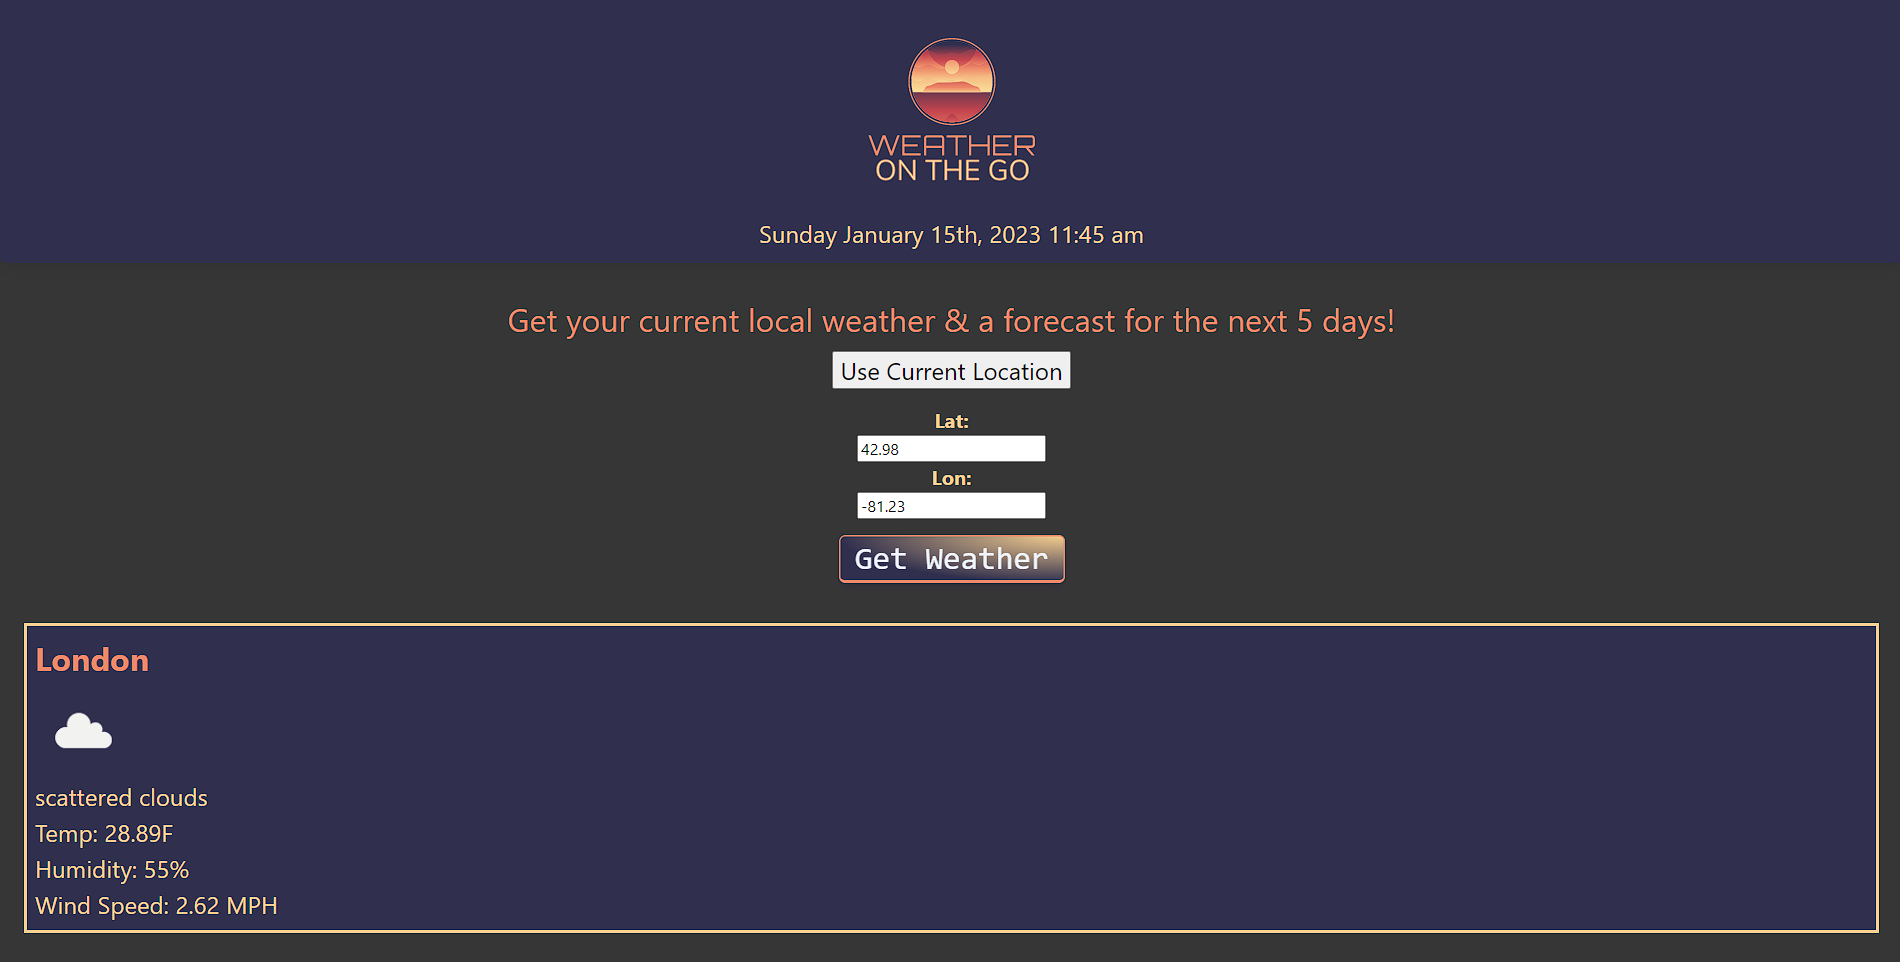 WEATHER
ON THE GO
Sunday January 15th, 2023 11:45 am
Get your current local weather & a forecast for the next 5 days!
Use Current Location
Lat:
42.98
Lon:
-81.23
Get Weather
London
scattered clouds
Temp: 28.89F
Humidity: 55%
Wind Speed: 2.62 MPH